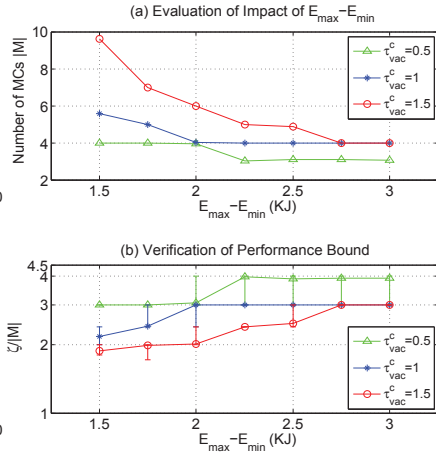 (a) Evaluation of Impact of E_max−E_min
Number of MCs |M|
10
8
6
4
2
τ^c_vac=0.5
τ^c_vac=1
τ^c_vac=1.5
1.5 2 2.5 3
E_max−E_min (KJ)
0
(b) Verification of Performance Bound
ζ/|M|
4.5
4
3
2
1
τ^c_vac=0.5
τ^c_vac=1
τ^c_vac=1.5
1.5 2 2.5 3
E_max−E_min (KJ)
0